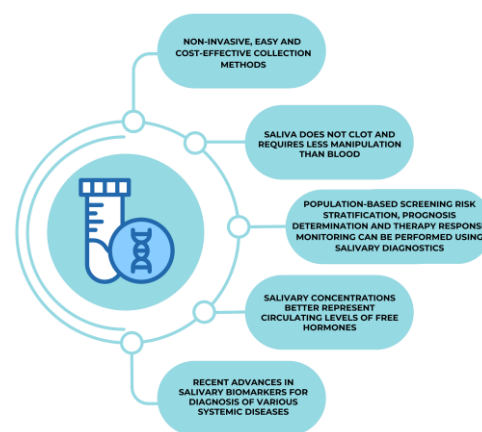 NON-INVASIVE, EASY AND
COST-EFFECTIVE COLLECTION
METHODS
SALIVA DOES NOT CLOT AND
REQUIRES LESS MANIPULATION
THAN BLOOD
POPULATION-BASED SCREENING RISK
STRATIFICATION, PROGNOSIS
DETERMINATION AND THERAPY RESPONSE
MONITORING CAN BE PERFORMED USING
SALIVARY DIAGNOSTICS
SALIVARY CONCENTRATIONS
BETTER REPRESENT
CIRCULATING LEVELS OF FREE
HORMONES
RECENT ADVANCES IN
SALIVARY BIOMARKERS FOR
DIAGNOSIS OF VARIOUS
SYSTEMIC DISEASES